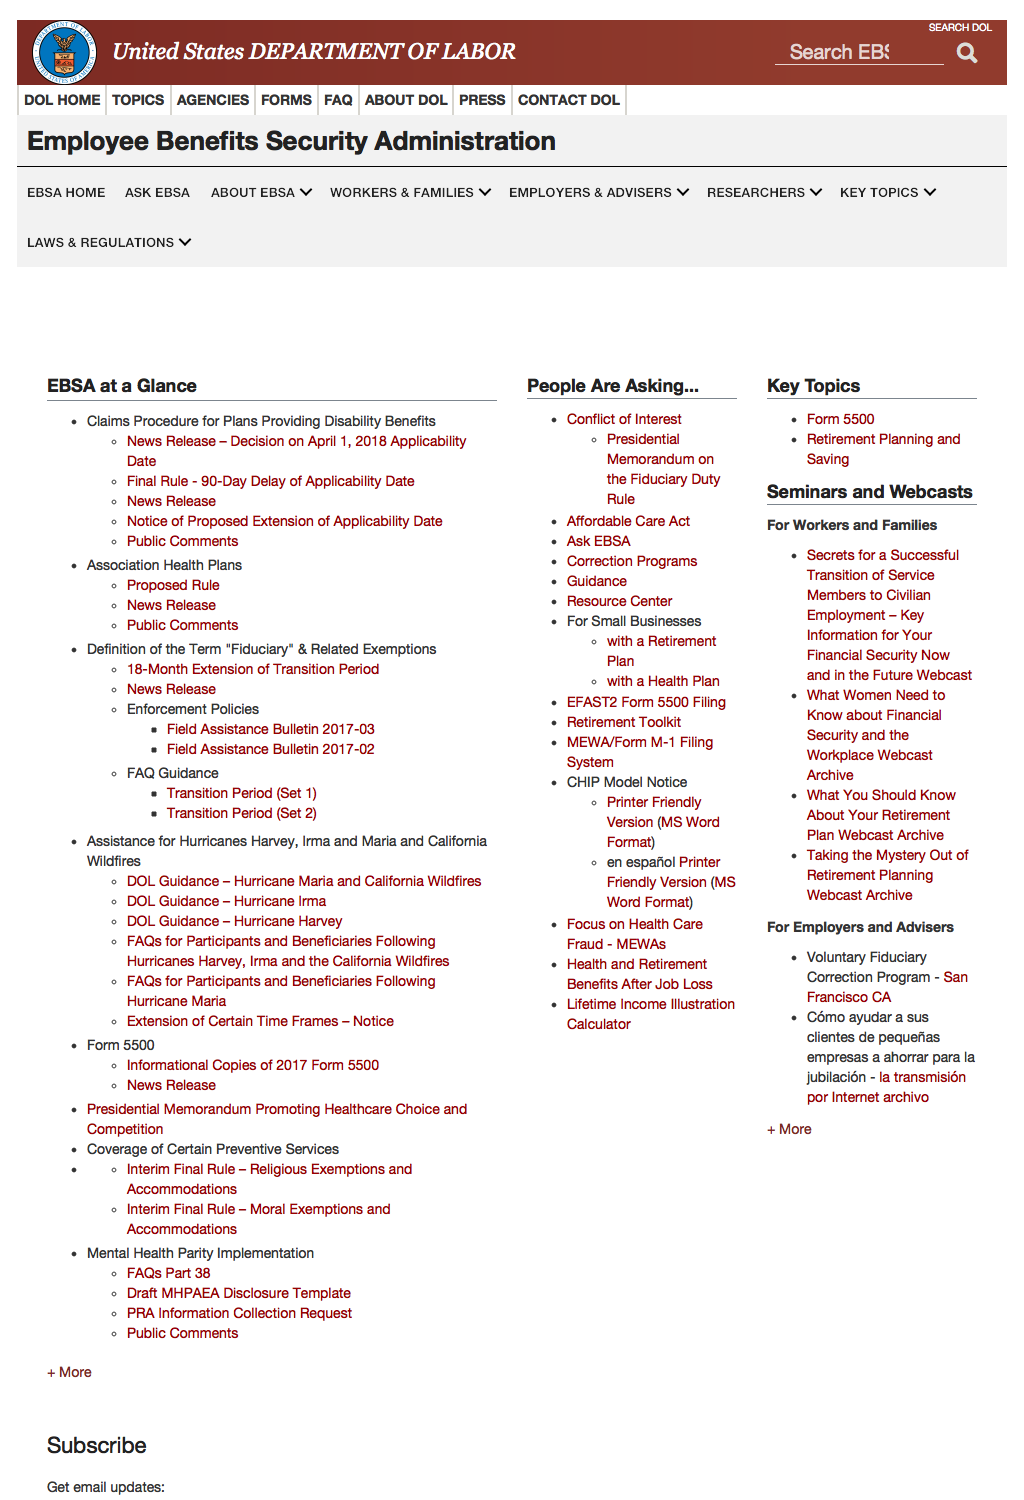 SEARCH DOL
United States DEPARTMENT OF LABOR
Search EBS
DOL HOME
TOPICS
AGENCIES
FORMS
FAQ
ABOUT DOL
PRESS
CONTACT DOL
Employee Benefits Security Administration
EBSA HOME
ASK EBSA
ABOUT EBSA
WORKERS & FAMILIES
EMPLOYERS & ADVISERS
RESEARCHERS
KEY TOPICS
LAWS & REGULATIONS
EBSA at a Glance
Claims Procedure for Plans Providing Disability Benefits
News Release – Decision on April 1, 2018 Applicability
Date
Final Rule - 90-Day Delay of Applicability Date
News Release
Notice of Proposed Extension of Applicability Date
Public Comments
Association Health Plans
Proposed Rule
News Release
Public Comments
Definition of the Term "Fiduciary" & Related Exemptions
18-Month Extension of Transition Period
News Release
Enforcement Policies
Field Assistance Bulletin 2017-03
Field Assistance Bulletin 2017-02
FAQ Guidance
Transition Period (Set 1)
Transition Period (Set 2)
Assistance for Hurricanes Harvey, Irma and Maria and California
Wildfires
DOL Guidance – Hurricane Maria and California Wildfires
DOL Guidance – Hurricane Irma
DOL Guidance – Hurricane Harvey
FAQs for Participants and Beneficiaries Following
Hurricanes Harvey, Irma and the California Wildfires
FAQs for Participants and Beneficiaries Following
Hurricane Maria
Extension of Certain Time Frames – Notice
Form 5500
Informational Copies of 2017 Form 5500
News Release
Presidential Memorandum Promoting Healthcare Choice and
Competition
Coverage of Certain Preventive Services
Interim Final Rule – Religious Exemptions and
Accommodations
Interim Final Rule – Moral Exemptions and
Accommodations
Mental Health Parity Implementation
FAQs Part 38
Draft MHPAEA Disclosure Template
PRA Information Collection Request
Public Comments
+ More
People Are Asking...
Conflict of Interest
Presidential
Memorandum on
the Fiduciary Duty
Rule
Affordable Care Act
Ask EBSA
Correction Programs
Guidance
Resource Center
For Small Businesses
with a Retirement
Plan
with a Health Plan
EFAST2 Form 5500 Filing
Retirement Toolkit
MEWA/Form M-1 Filing
System
CHIP Model Notice
Printer Friendly
Version (MS Word
Format)
en español Printer
Friendly Version (MS
Word Format)
Focus on Health Care
Fraud - MEWAs
Health and Retirement
Benefits After Job Loss
Lifetime Income Illustration
Calculator
Key Topics
Form 5500
Retirement Planning and
Saving
Seminars and Webcasts
For Workers and Families
Secrets for a Successful
Transition of Service
Members to Civilian
Employment – Key
Information for Your
Financial Security Now
and in the Future Webcast
What Women Need to
Know about Financial
Security and the
Workplace Webcast
Archive
What You Should Know
About Your Retirement
Plan Webcast Archive
Taking the Mystery Out of
Retirement Planning
Webcast Archive
For Employers and Advisers
Voluntary Fiduciary
Correction Program - San
Francisco CA
Cómo ayudar a sus
clientes de pequeñas
empresas a ahorrar para la
jubilación - la transmisión
por Internet archivo
+ More
Subscribe
Get email updates: